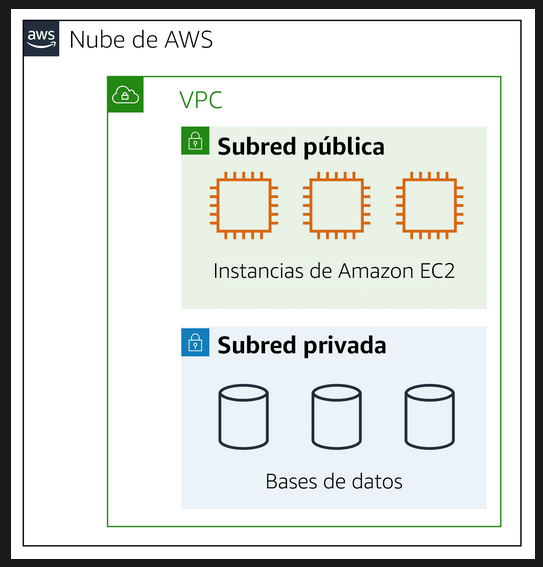 aws
Nube de AWS
VPC
Subred pública
Instancias de Amazon EC2
Subred privada
Bases de datos